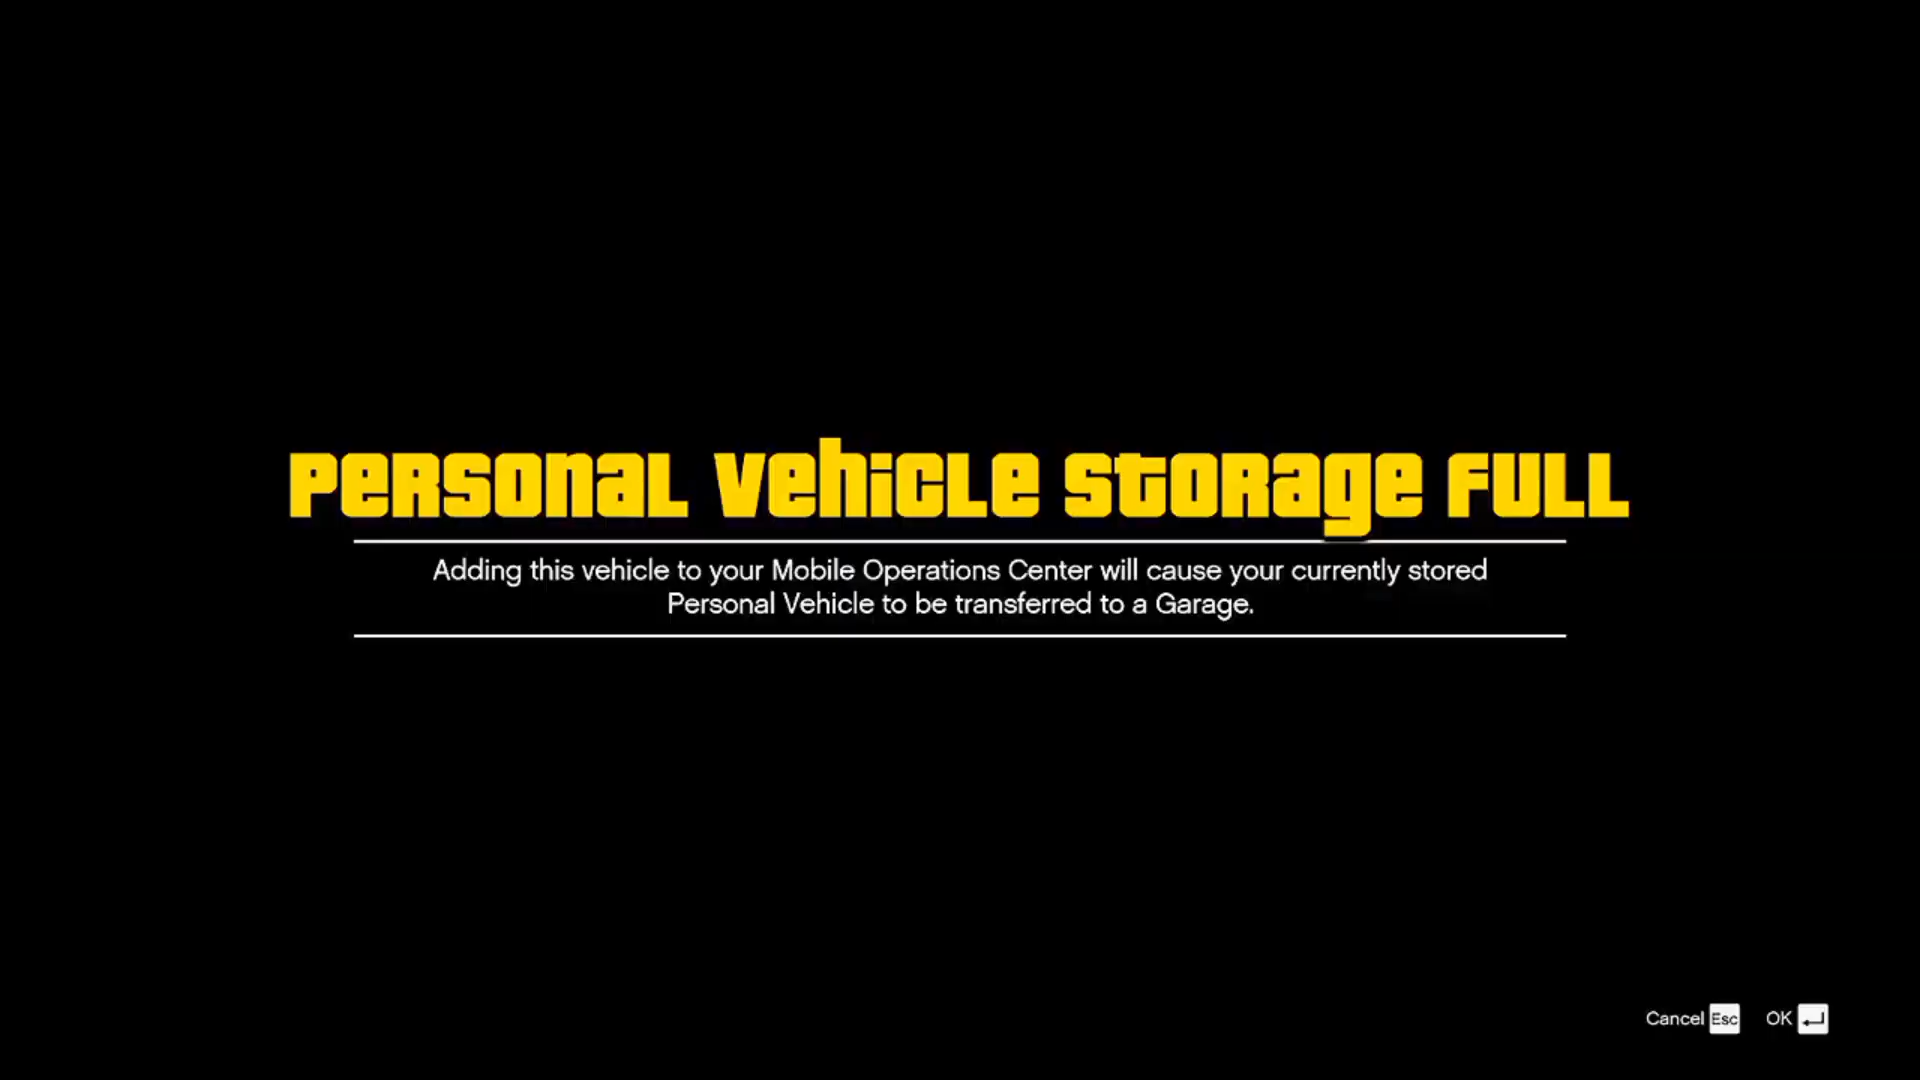 Personal Vehicle Storage Full
Adding this vehicle to your Mobile Operations Center will cause your currently stored
Personal Vehicle to be transferred to a Garage.
Cancel Esc OK